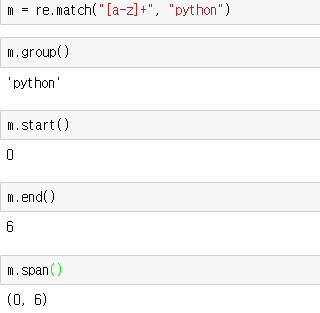 m = re.match("[a-z]+", "python")
m.group()
'python'
m.start()
0
m.end()
6
m.span()
(0, 6)